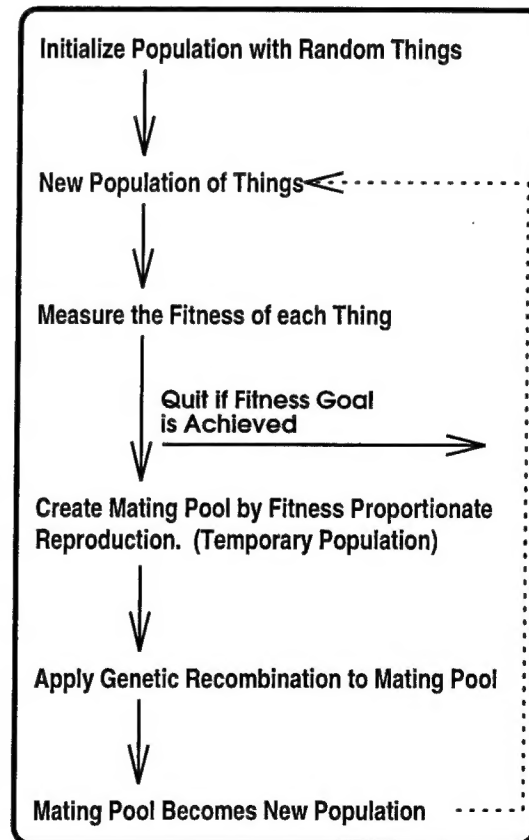 Initialize Population with Random Things
New Population of Things
Measure the Fitness of each Thing
Quit if Fitness Goal
is Achieved
Create Mating Pool by Fitness Proportionate
Reproduction. (Temporary Population)
Apply Genetic Recombination to Mating Pool
Mating Pool Becomes New Population